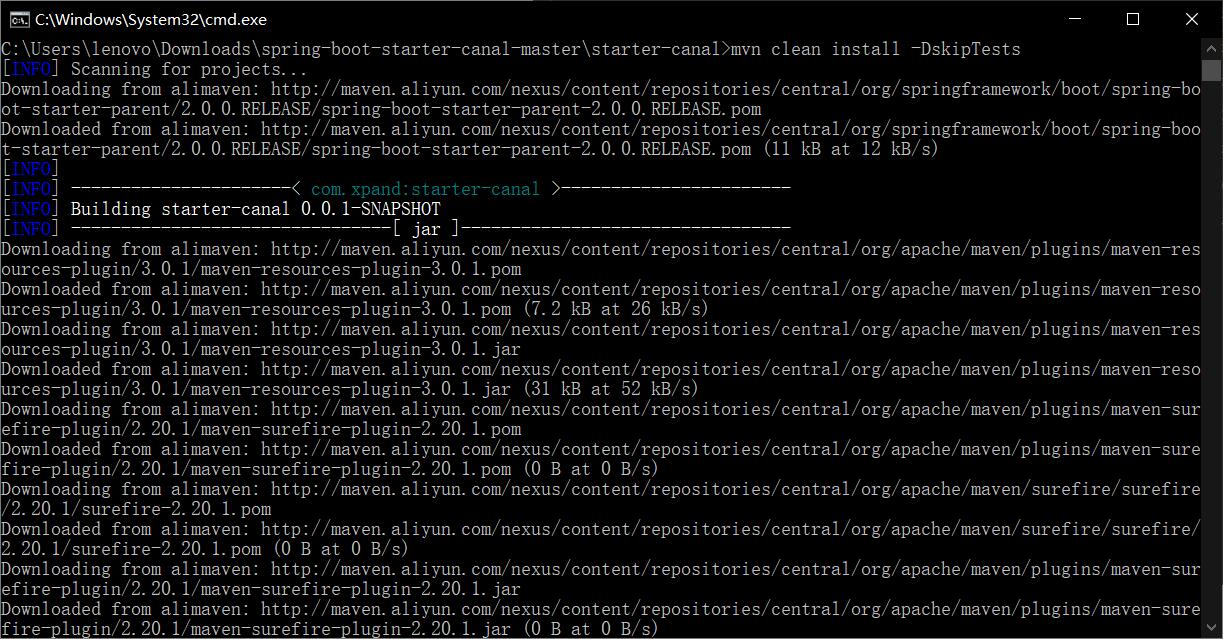 C:\Windows\System32\cmd.exe
C:\Users\lenovo\Downloads\spring-boot-starter-canal-master\starter-canal>mvn clean install -DskipTests
[INFO] Scanning for projects...
Downloading from alimaven: http://maven.aliyun.com/nexus/content/repositories/central/org/springframework/boot/spring-bo
ot-starter-parent/2.0.0.RELEASE/spring-boot-starter-parent-2.0.0.RELEASE.pom
Downloaded from alimaven: http://maven.aliyun.com/nexus/content/repositories/central/org/springframework/boot/spring-boo
t-starter-parent/2.0.0.RELEASE/spring-boot-starter-parent-2.0.0.RELEASE.pom (11 kB at 12 kB/s)
[INFO]
[INFO] ----------------------< com.xpand:starter-canal >-----------------------
[INFO] Building starter-canal 0.0.1-SNAPSHOT
[INFO] --------------------------------[ jar ]---------------------------------
Downloading from alimaven: http://maven.aliyun.com/nexus/content/repositories/central/org/apache/maven/plugins/maven-res
ources-plugin/3.0.1/maven-resources-plugin-3.0.1.pom
Downloaded from alimaven: http://maven.aliyun.com/nexus/content/repositories/central/org/apache/maven/plugins/maven-reso
urces-plugin/3.0.1/maven-resources-plugin-3.0.1.pom (7.2 kB at 26 kB/s)
Downloading from alimaven: http://maven.aliyun.com/nexus/content/repositories/central/org/apache/maven/plugins/maven-res
ources-plugin/3.0.1/maven-resources-plugin-3.0.1.jar
Downloaded from alimaven: http://maven.aliyun.com/nexus/content/repositories/central/org/apache/maven/plugins/maven-reso
urces-plugin/3.0.1/maven-resources-plugin-3.0.1.jar (31 kB at 52 kB/s)
Downloading from alimaven: http://maven.aliyun.com/nexus/content/repositories/central/org/apache/maven/plugins/maven-sur
efire-plugin/2.20.1/maven-surefire-plugin-2.20.1.pom
Downloaded from alimaven: http://maven.aliyun.com/nexus/content/repositories/central/org/apache/maven/plugins/maven-sure
fire-plugin/2.20.1/maven-surefire-plugin-2.20.1.pom (0 B at 0 B/s)
Downloading from alimaven: http://maven.aliyun.com/nexus/content/repositories/central/org/apache/maven/surefire/surefire
/2.20.1/surefire-2.20.1.pom
Downloaded from alimaven: http://maven.aliyun.com/nexus/content/repositories/central/org/apache/maven/surefire/surefire/
2.20.1/surefire-2.20.1.pom (0 B at 0 B/s)
Downloading from alimaven: http://maven.aliyun.com/nexus/content/repositories/central/org/apache/maven/plugins/maven-sur
efire-plugin/2.20.1/maven-surefire-plugin-2.20.1.jar
Downloaded from alimaven: http://maven.aliyun.com/nexus/content/repositories/central/org/apache/maven/plugins/maven-sure
fire-plugin/2.20.1/maven-surefire-plugin-2.20.1.jar (0 B at 0 B/s)